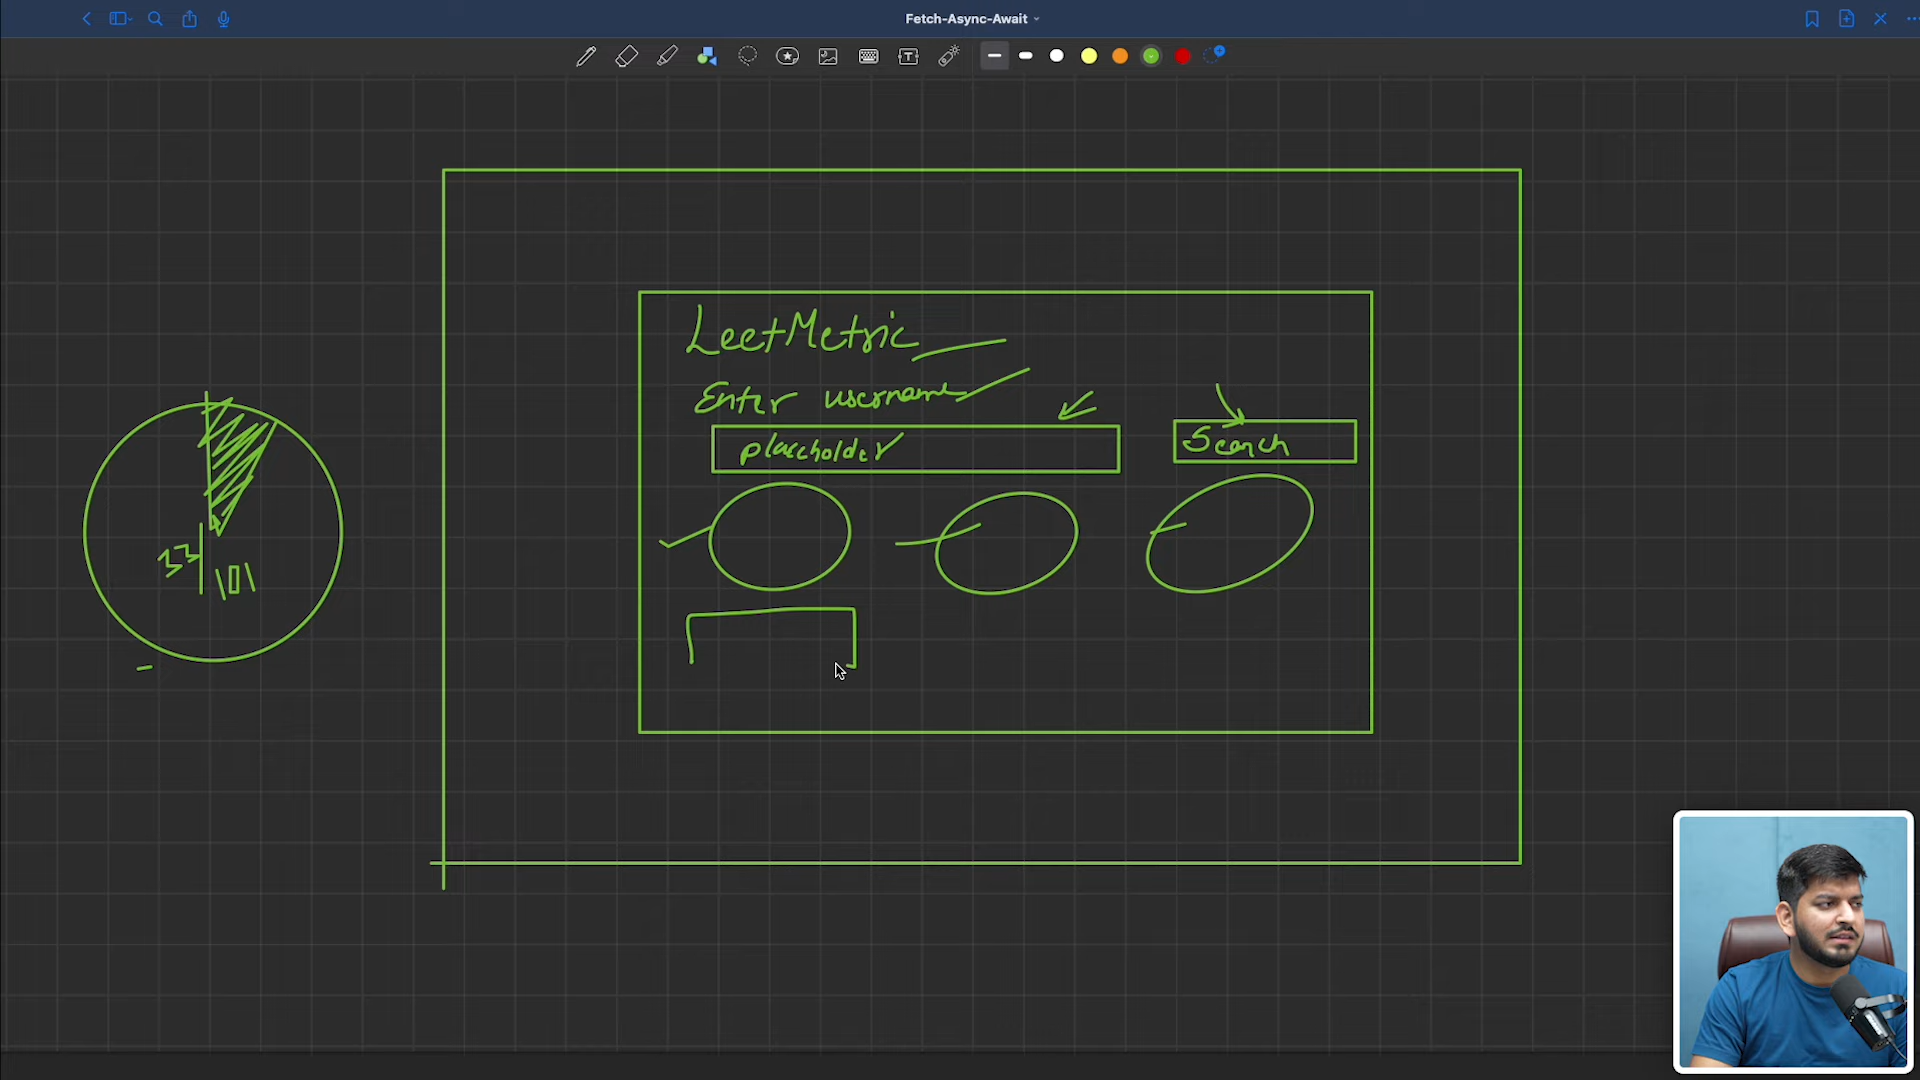 Fetch-Async-Await
LeetMetric
Enter username
placeholder
Search
33
101